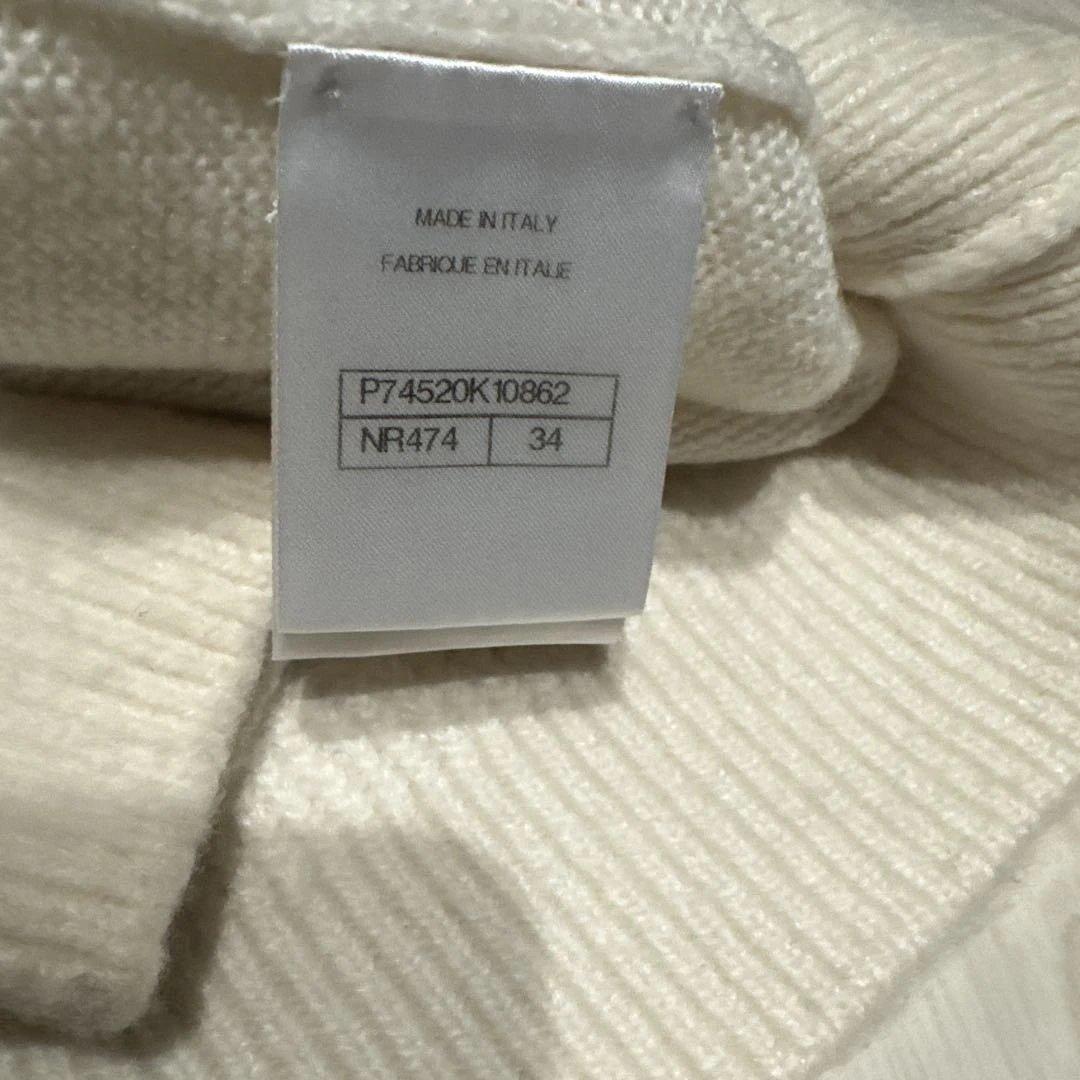 MADE IN ITALY
FABRIQUE EN ITALIE
P74520K10862
NR474 34